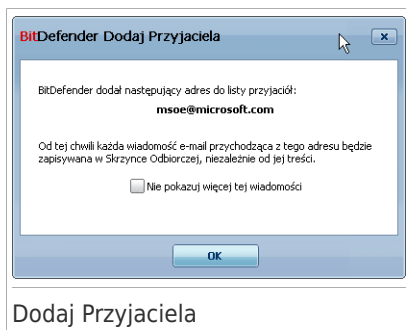 BitDefender Dodaj Przyjaciela
BitDefender dodał następujący adres do listy przyjaciół:
msoe@microsoft.com
Od tej chwili każda wiadomość e-mail przychodząca z tego adresu będzie
zapisywana w Skrzynce Odbiorczej, niezależnie od jej treści.
Nie pokazuj więcej tej wiadomości
OK
Dodaj Przyjaciela